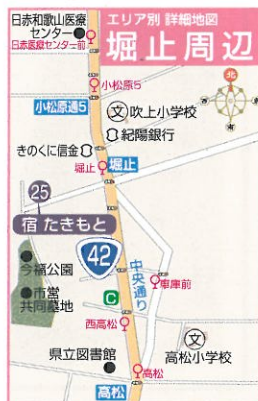 エリア別 詳細地図
堀止周辺
日赤和歌山医療
センター
日赤医療センター前
北
東
西
南
小松原5
小松原通5
文 吹上小学校
紀陽銀行
きのくに信金
堀止
堀止
25
宿 たきもと
42
中央通り
今福公園
車庫前
市営
共同墓地
C
西高松
文
高松小学校
県立図書館
高松
高松